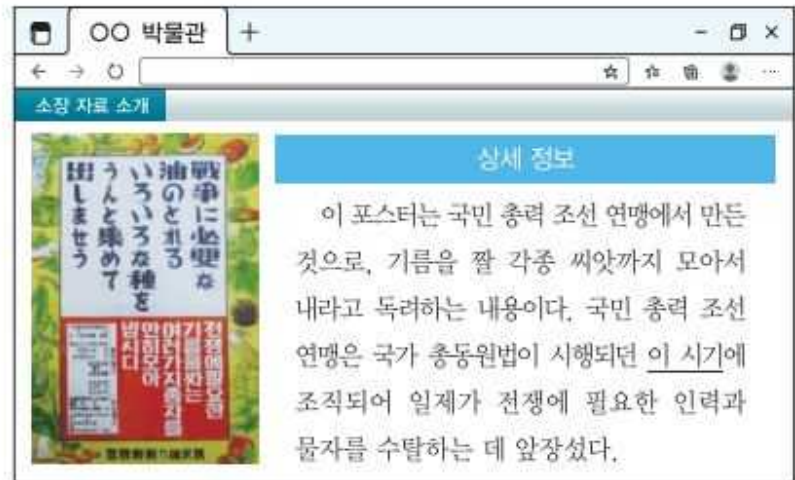 ○○ 박물관
소장 자료 소개
戰爭に必要な
油のとれる
いろいろな種を
うんと集めて
出しませう
전쟁에필요한
기름을짜는
여러가지종자를
만히모아
냅시다
상세 정보
이 포스터는 국민 총력 조선 연맹에서 만든
것으로, 기름을 짤 각종 씨앗까지 모아서
내라고 독려하는 내용이다. 국민 총력 조선
연맹은 국가 총동원법이 시행되던 이 시기에
조직되어 일제가 전쟁에 필요한 인력과
물자를 수탈하는 데 앞장섰다.